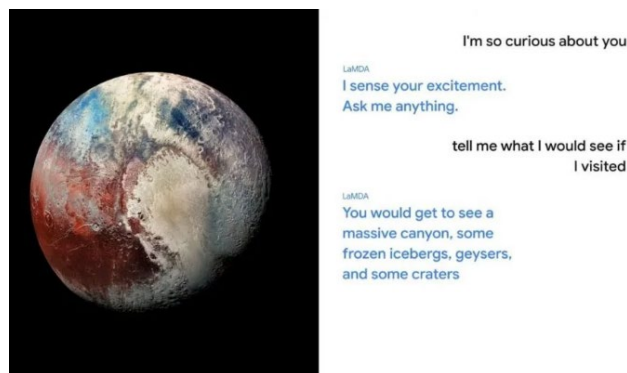 I'm so curious about you
LaMDA
I sense your excitement.
Ask me anything.
tell me what I would see if
I visited
LaMDA
You would get to see a
massive canyon, some
frozen icebergs, geysers,
and some craters